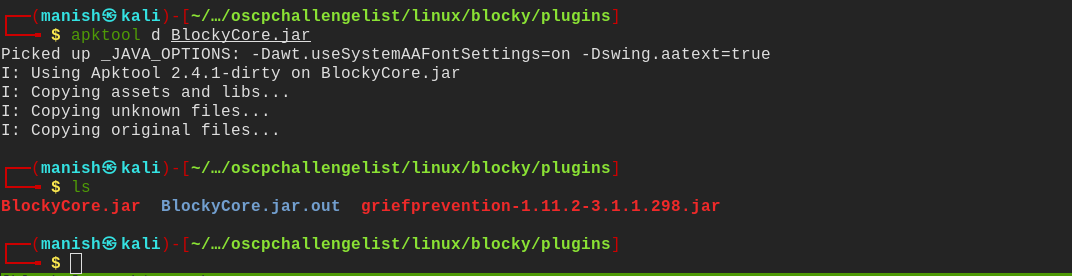 ┌──(manish㉿kali)-[~/…/oscpchallengelist/linux/blocky/plugins]
└─$ apktool d BlockyCore.jar
Picked up _JAVA_OPTIONS: -Dawt.useSystemAAFontSettings=on -Dswing.aatext=true
I: Using Apktool 2.4.1-dirty on BlockyCore.jar
I: Copying assets and libs...
I: Copying unknown files...
I: Copying original files...
┌──(manish㉿kali)-[~/…/oscpchallengelist/linux/blocky/plugins]
└─$ ls
BlockyCore.jar  BlockyCore.jar.out  griefprevention-1.11.2-3.1.1.298.jar
┌──(manish㉿kali)-[~/…/oscpchallengelist/linux/blocky/plugins]
└─$